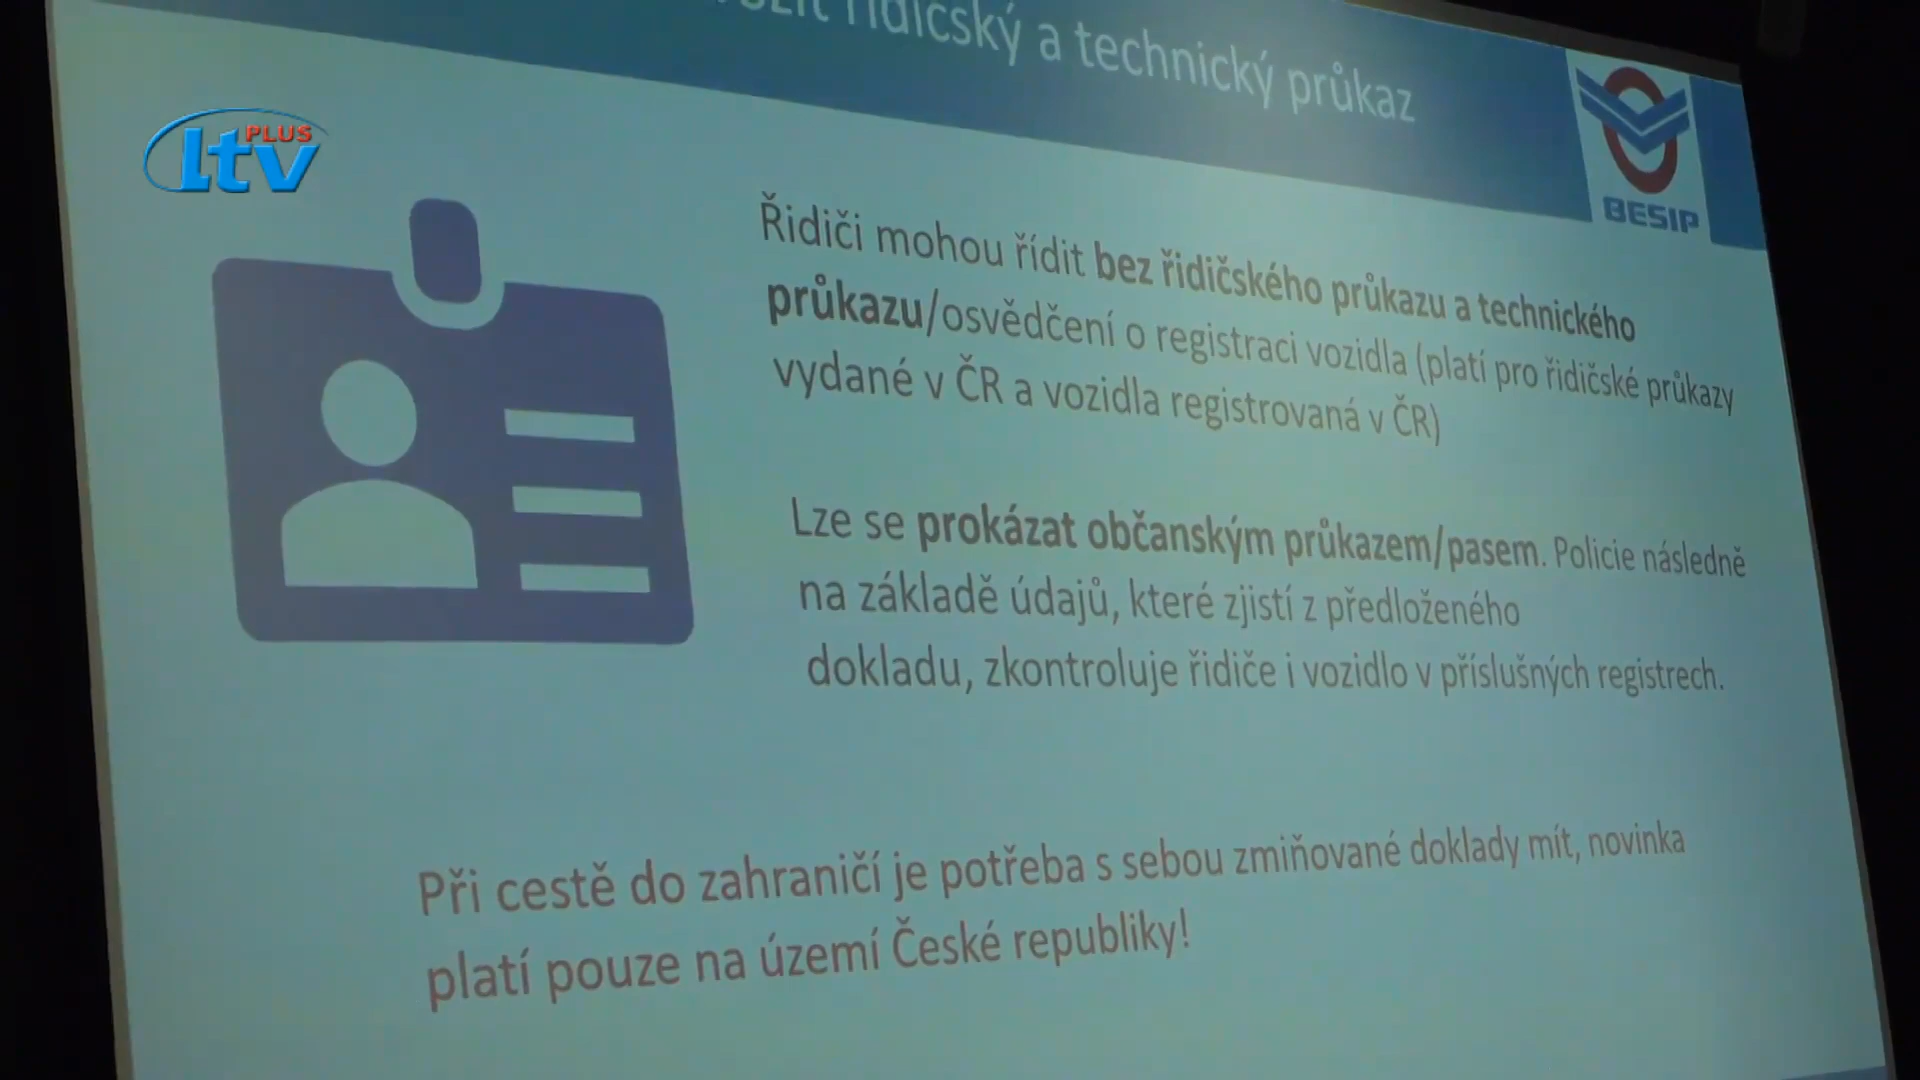 řidičský a technický průkaz
BESIP
ltv PLUS
Řidiči mohou řídit bez řidičského průkazu a technického
průkazu/osvědčení o registraci vozidla (platí pro řidičské průkazy
vydané v ČR a vozidla registrovaná v ČR)
Lze se prokázat občanským průkazem/pasem. Policie následně
na základě údajů, které zjistí z předloženého
dokladu, zkontroluje řidiče i vozidlo v příslušných registrech.
Při cestě do zahraničí je potřeba s sebou zmiňované doklady mít, novinka
platí pouze na území České republiky!